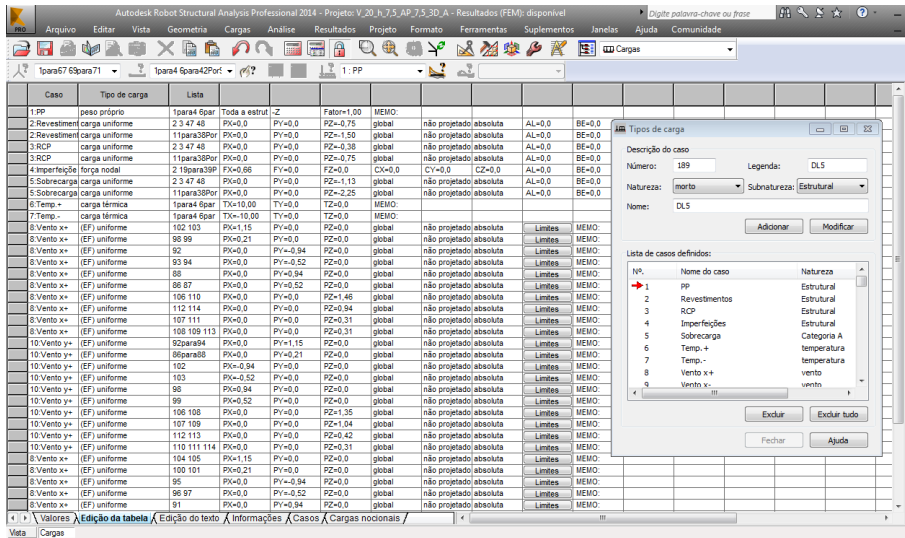 Autodesk Robot Structural Analysis Professional 2014 - Projeto: V_20_h_7,5_AP_7,5_3D_A - Resultados (FEM): disponível
Digite palavra-chave ou frase
PRO
Arquivo Editar Vista Geometria Cargas Análise Resultados Projeto Formato Ferramentas Suplementos Janelas Ajuda Comunidade
Cargas
1para67 69para71 1para4 6para42Por 1 : PP
Caso Tipo de carga Lista
1:PP peso próprio 1para4 6par Toda a estrut -Z Fator=1,00 MEMO:
2:Revestiment carga uniforme 2 3 47 48 PX=0,0 PY=0,0 PZ=-0,75 global não projetado absoluta AL=0,0 BE=0,0
2:Revestiment carga uniforme 11para38Por PX=0,0 PY=0,0 PZ=-1,50 global não projetado absoluta AL=0,0 BE=0,0
3:RCP carga uniforme 2 3 47 48 PX=0,0 PY=0,0 PZ=-0,38 global não projetado absoluta AL=0,0 BE=0,0
3:RCP carga uniforme 11para38Por PX=0,0 PY=0,0 PZ=-0,75 global não projetado absoluta AL=0,0 BE=0,0
4:Imperfeiçõe força nodal 2 19para39P FX=0,66 FY=0,0 FZ=0,0 CX=0,0 CY=0,0 CZ=0,0 AL=0,0 BE=0,0
5:Sobrecarga carga uniforme 2 3 47 48 PX=0,0 PY=0,0 PZ=-1,13 global não projetado absoluta AL=0,0 BE=0,0
5:Sobrecarga carga uniforme 11para38Por PX=0,0 PY=0,0 PZ=-2,25 global não projetado absoluta AL=0,0 BE=0,0
6:Temp.+ carga térmica 1para4 6par TX=10,00 TY=0,0 TZ=0,0 MEMO:
7:Temp.- carga térmica 1para4 6par TX=-10,00 TY=0,0 TZ=0,0 MEMO:
8:Vento x+ (EF) uniforme 102 103 PX=1,15 PY=0,0 PZ=0,0 global não projetado absoluta Limites MEMO:
8:Vento x+ (EF) uniforme 98 99 PX=0,21 PY=0,0 PZ=0,0 global não projetado absoluta Limites MEMO:
8:Vento x+ (EF) uniforme 92 PX=0,0 PY=-0,94 PZ=0,0 global não projetado absoluta Limites MEMO:
8:Vento x+ (EF) uniforme 93 94 PX=0,0 PY=-0,52 PZ=0,0 global não projetado absoluta Limites MEMO:
8:Vento x+ (EF) uniforme 88 PX=0,0 PY=0,94 PZ=0,0 global não projetado absoluta Limites MEMO:
8:Vento x+ (EF) uniforme 86 87 PX=0,0 PY=0,52 PZ=0,0 global não projetado absoluta Limites MEMO:
8:Vento x+ (EF) uniforme 106 110 PX=0,0 PY=0,0 PZ=1,46 global não projetado absoluta Limites MEMO:
8:Vento x+ (EF) uniforme 112 114 PX=0,0 PY=0,0 PZ=0,94 global não projetado absoluta Limites MEMO:
8:Vento x+ (EF) uniforme 107 111 PX=0,0 PY=0,0 PZ=0,31 global não projetado absoluta Limites MEMO:
8:Vento x+ (EF) uniforme 108 109 113 PX=0,0 PY=0,0 PZ=0,31 global não projetado absoluta Limites MEMO:
10:Vento y+ (EF) uniforme 92para94 PX=0,0 PY=1,15 PZ=0,0 global não projetado absoluta Limites MEMO:
10:Vento y+ (EF) uniforme 86para88 PX=0,0 PY=0,21 PZ=0,0 global não projetado absoluta Limites MEMO:
10:Vento y+ (EF) uniforme 102 PX=-0,94 PY=0,0 PZ=0,0 global não projetado absoluta Limites MEMO:
10:Vento y+ (EF) uniforme 103 PX=-0,52 PY=0,0 PZ=0,0 global não projetado absoluta Limites MEMO:
10:Vento y+ (EF) uniforme 98 PX=0,94 PY=0,0 PZ=0,0 global não projetado absoluta Limites MEMO:
10:Vento y+ (EF) uniforme 99 PX=0,52 PY=0,0 PZ=0,0 global não projetado absoluta Limites MEMO:
10:Vento y+ (EF) uniforme 106 108 PX=0,0 PY=0,0 PZ=1,35 global não projetado absoluta Limites MEMO:
10:Vento y+ (EF) uniforme 107 109 PX=0,0 PY=0,0 PZ=1,04 global não projetado absoluta Limites MEMO:
10:Vento y+ (EF) uniforme 112 113 PX=0,0 PY=0,0 PZ=0,42 global não projetado absoluta Limites MEMO:
10:Vento y+ (EF) uniforme 110 111 114 PX=0,0 PY=0,0 PZ=0,31 global não projetado absoluta Limites MEMO:
8:Vento x+ (EF) uniforme 104 105 PX=1,15 PY=0,0 PZ=0,0 global não projetado absoluta Limites MEMO:
8:Vento x+ (EF) uniforme 100 101 PX=0,21 PY=0,0 PZ=0,0 global não projetado absoluta Limites MEMO:
8:Vento x+ (EF) uniforme 95 PX=0,0 PY=-0,94 PZ=0,0 global não projetado absoluta Limites MEMO:
8:Vento x+ (EF) uniforme 96 97 PX=0,0 PY=-0,52 PZ=0,0 global não projetado absoluta Limites MEMO:
8:Vento x+ (EF) uniforme 91 PX=0,0 PY=0,94 PZ=0,0 global não projetado absoluta Limites MEMO:
Valores Edição da tabela Edição do texto Informações Casos Cargas nocionais
Vista Cargas
Tipos de carga
Descrição do caso
Número: 189 Legenda: DL5
Natureza: morto Subnatureza: Estrutural
Nome: DL5
Adicionar Modificar
Lista de casos definidos:
Nº. Nome do caso Natureza
1 PP Estrutural
2 Revestimentos Estrutural
3 RCP Estrutural
4 Imperfeições Estrutural
5 Sobrecarga Categoria A
6 Temp.+ temperatura
7 Temp.- temperatura
8 Vento x+ vento
9 Vento x- vento
Excluir Excluir tudo
Fechar Ajuda